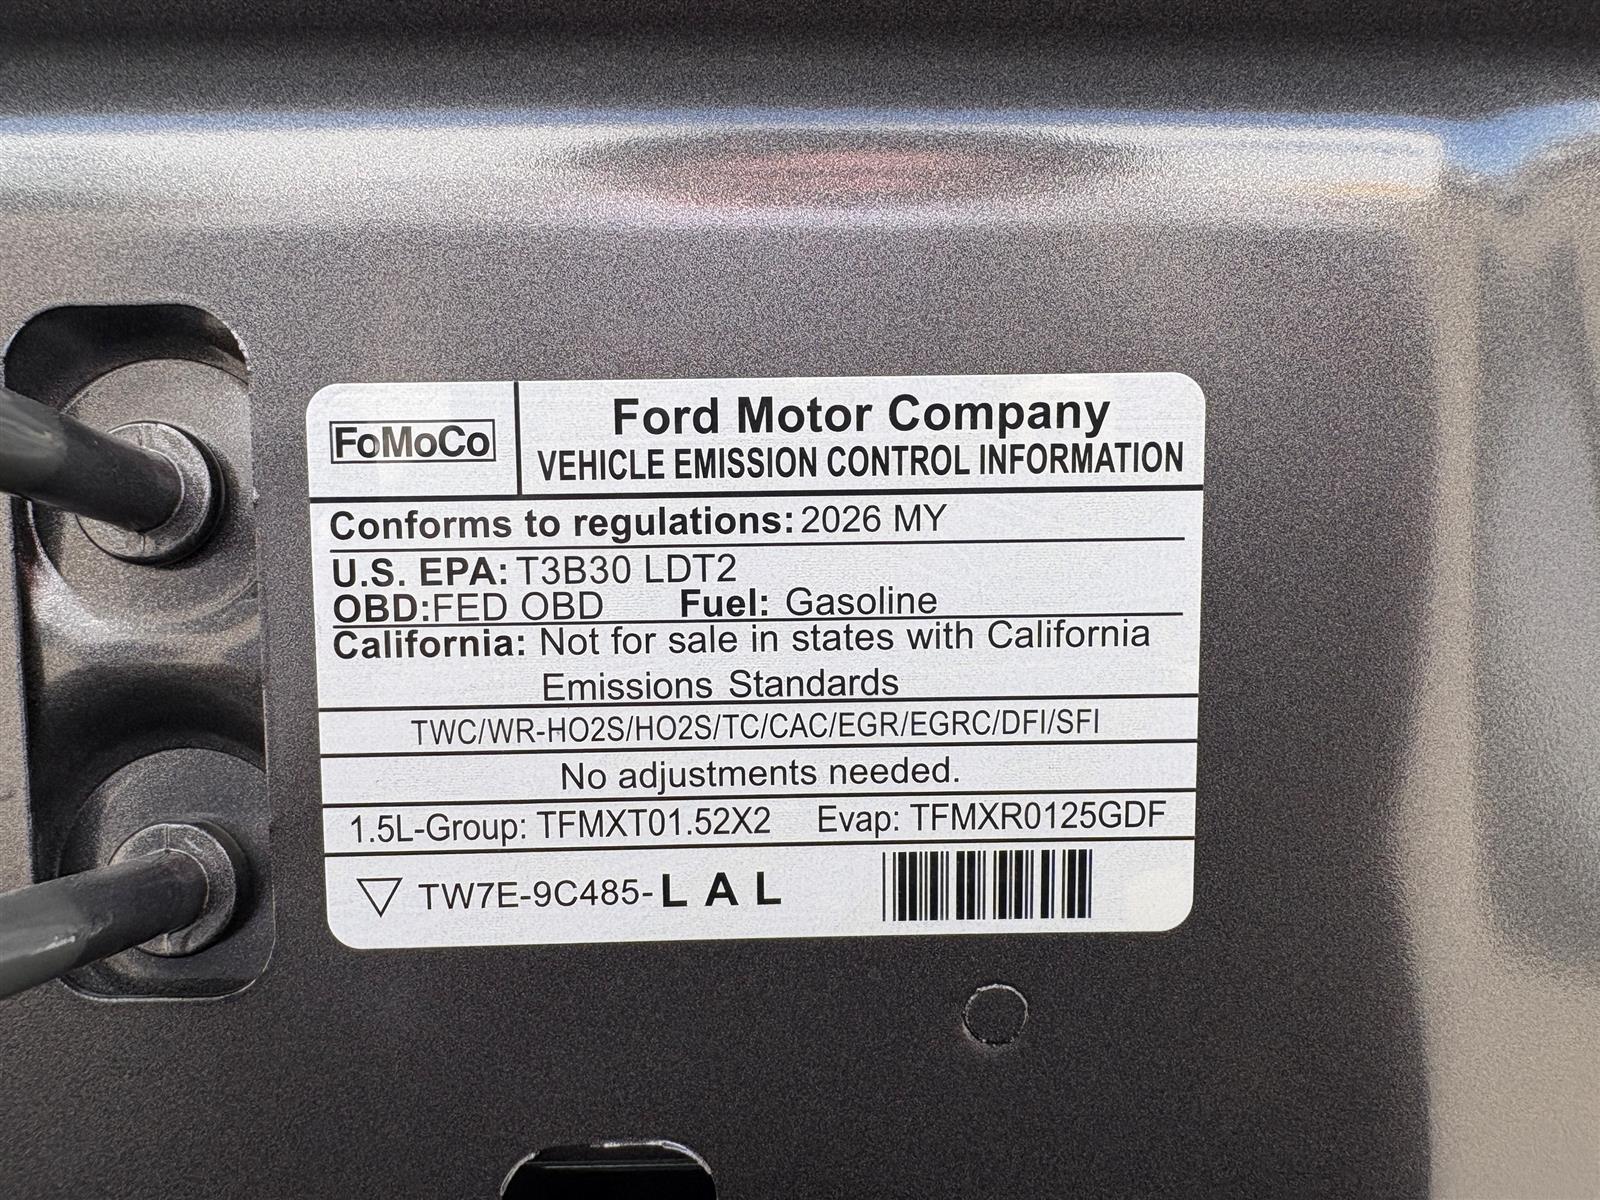 FoMoCo
Ford Motor Company
VEHICLE EMISSION CONTROL INFORMATION
Conforms to regulations: 2026 MY
U.S. EPA: T3B30 LDT2
OBD:FED OBD Fuel: Gasoline
California: Not for sale in states with California
Emissions Standards
TWC/WR-HO2S/HO2S/TC/CAC/EGR/EGRC/DFI/SFI
No adjustments needed.
1.5L-Group: TFMXT01.52X2 Evap: TFMXR0125GDF
TW7E-9C485-L A L